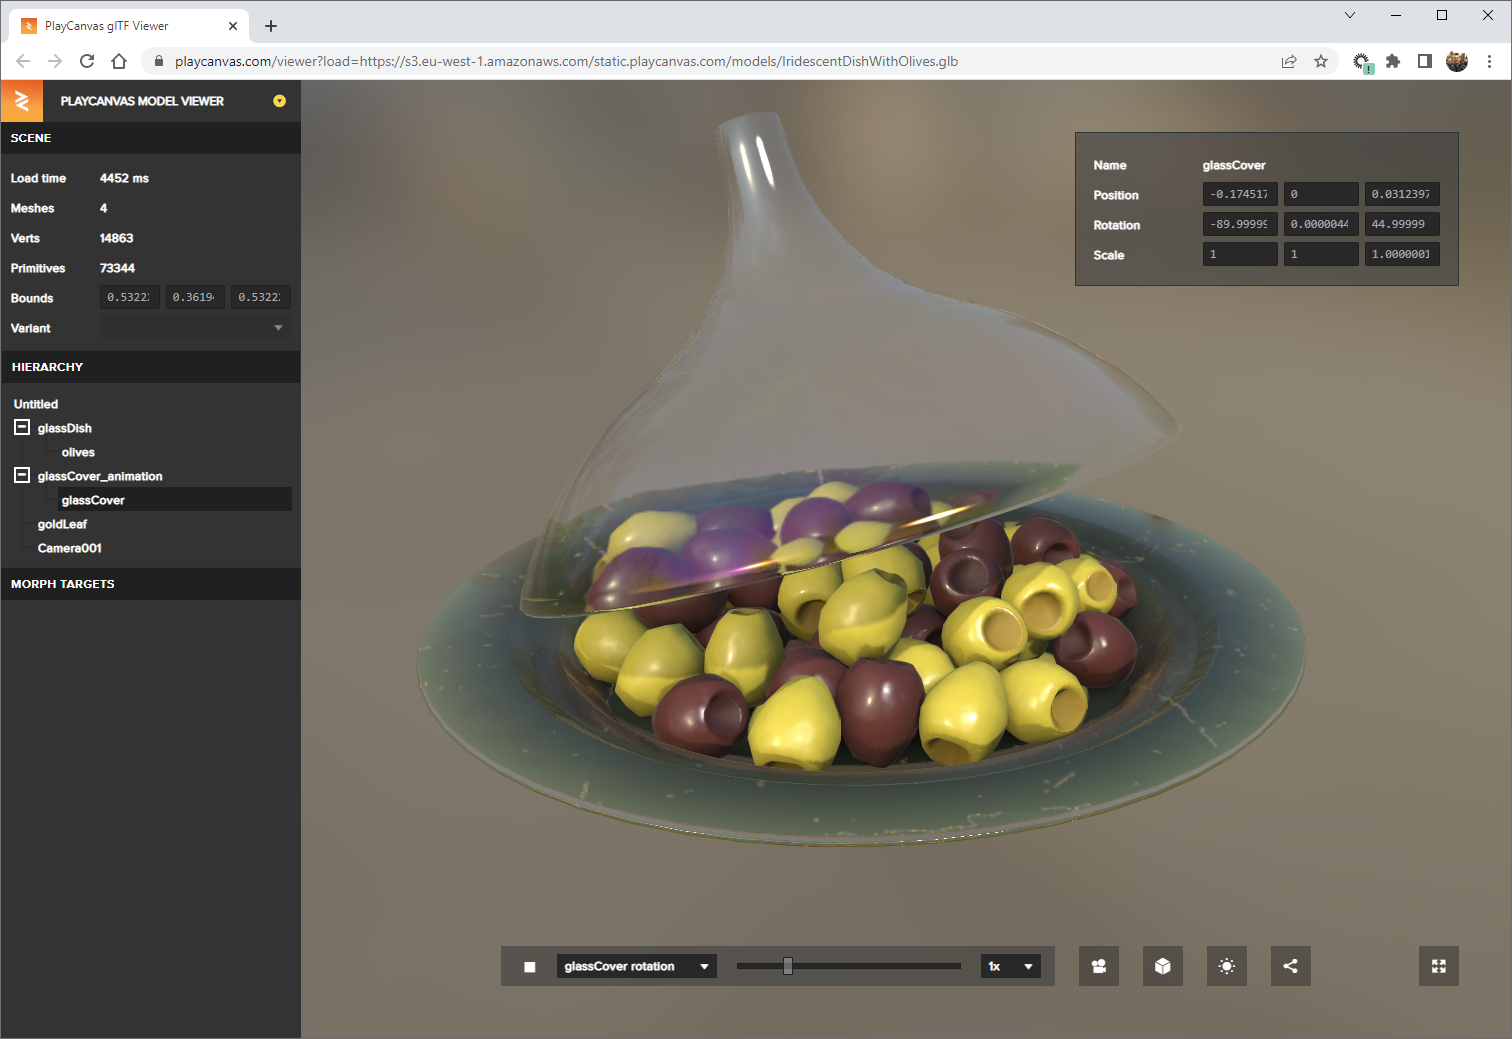 PlayCanvas glTF Viewer
playcanvas.com/viewer?load=https://s3.eu-west-1.amazonaws.com/static.playcanvas.com/models/IridescentDishWithOlives.glb
PLAYCANVAS MODEL VIEWER
SCENE
Load time 4452 ms
Meshes 4
Verts 14863
Primitives 73344
Bounds 0.5322 0.3619 0.5322
Variant
HIERARCHY
Untitled
glassDish
olives
glassCover_animation
glassCover
goldLeaf
Camera001
MORPH TARGETS
Name glassCover
Position -0.174517 0 0.0312397
Rotation -89.99999 0.0000044 44.99999
Scale 1 1 1.0000001
glassCover rotation 1x